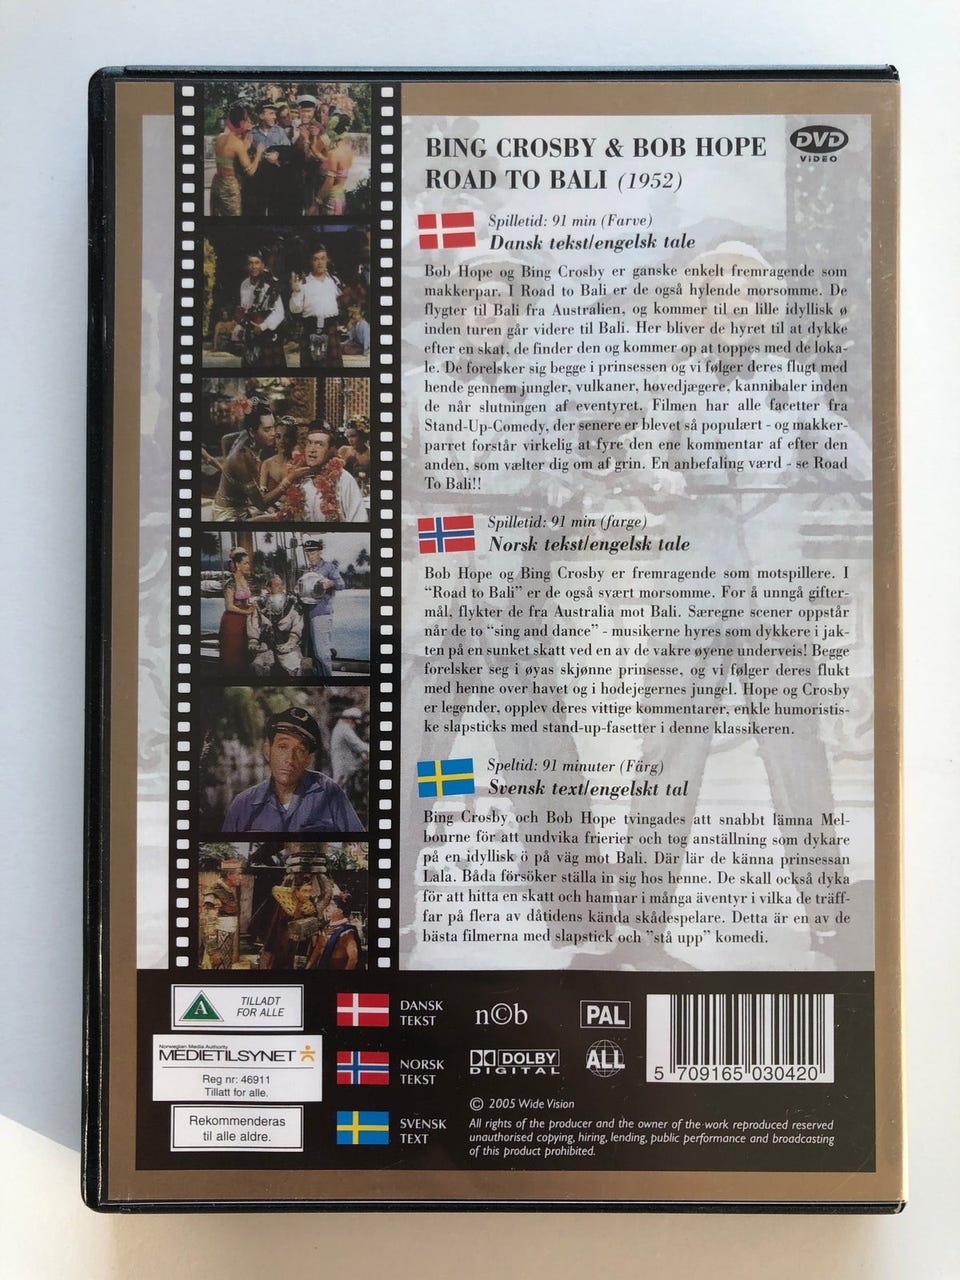 BING CROSBY & BOB HOPE
ROAD TO BALI (1952)
DVD
VIDEO
Spilletid: 91 min (Farve)
Dansk tekst/engelsk tale
Bob Hope og Bing Crosby er ganske enkelt fremragende som
makkerpar. I Road to Bali er de også hylende morsomme. De
flygter til Bali fra Australien, og kommer til en lille idyllisk ø
inden turen går videre til Bali. Her bliver de hyret til at dykke
efter en skat, de finder den og kommer op at toppes med de loka-
le. De forelsker sig begge i prinsessen og vi følger deres flugt med
hende gennem jungler, vulkaner, hovedjægere, kannibaler inden
de når slutningen af eventyret. Filmen har alle facetter fra
Stand-Up-Comedy, der senere er blevet så populært - og makker-
parret forstår virkelig at fyre den ene kommentar af efter den
anden, som vælter dig om af grin. En anbefaling værd - se Road
To Bali!!
Spilletid: 91 min (farge)
Norsk tekst/engelsk tale
Bob Hope og Bing Crosby er fremragende som motspillere. I
“Road to Bali” er de også svært morsomme. For å unngå gifter-
mål, flykter de fra Australia mot Bali. Særegne scener oppstår
når de to “sing and dance” - musikerne hyres som dykkere i jak-
ten på en sunket skatt ved en av de vakre øyene underveis! Begge
forelsker seg i øyas skjønne prinsesse, og vi følger deres flukt
med henne over havet og i hodejegernes jungel. Hope og Crosby
er legender, opplev deres vittige kommentarer, enkle humoristis-
ke slapsticks med stand-up-fasetter i denne klassikeren.
Speltid: 91 minuter (Färg)
Svensk text/engelskt tal
Bing Crosby och Bob Hope tvingades att snabbt lämna Mel-
bourne för att undvika frierier och tog anställning som dykare
på en idyllisk ö på väg mot Bali. Där lär de känna prinsessan
Lala. Båda försöker ställa in sig hos henne. De skall också dyka
för att hitta en skatt och hamnar i många äventyr i vilka de träff-
far på flera av dåtidens kända skådespelare. Detta är en av de
bästa filmerna med slapstick och ”stå upp” komedi.
A TILLADT
FOR ALLE
Norwegian Media Authority
MEDIETILSYNET
Reg nr: 46911
Tillatt for alle.
Rekommenderas
til alle aldre.
DANSK
TEKST
NORSK
TEKST
SVENSK
TEXT
n©b
PAL
DOLBY
DIGITAL
ALL
5 709165 030420
© 2005 Wide Vision
All rights of the producer and the owner of the work reproduced reserved
unauthorised copying, hiring, lending, public performance and broadcasting
of this product prohibited.